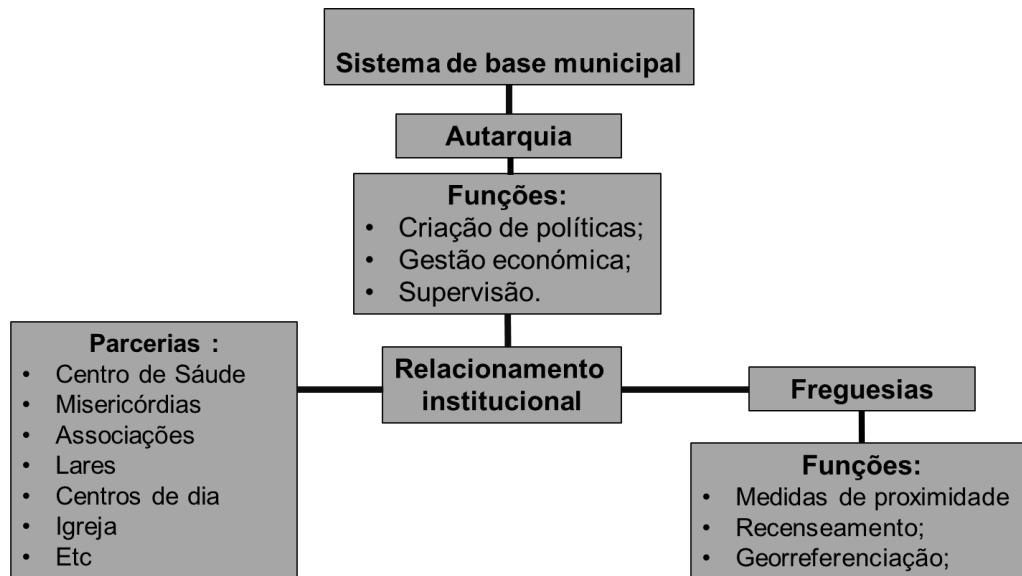 Sistema de base municipal
Autarquia
Funções:
• Criação de políticas;
• Gestão económica;
• Supervisão.
Parcerias :
• Centro de Sáude
• Misericórdias
• Associações
• Lares
• Centros de dia
• Igreja
• Etc
Relacionamento
institucional
Freguesias
Funções:
• Medidas de proximidade
• Recenseamento;
• Georreferenciação;